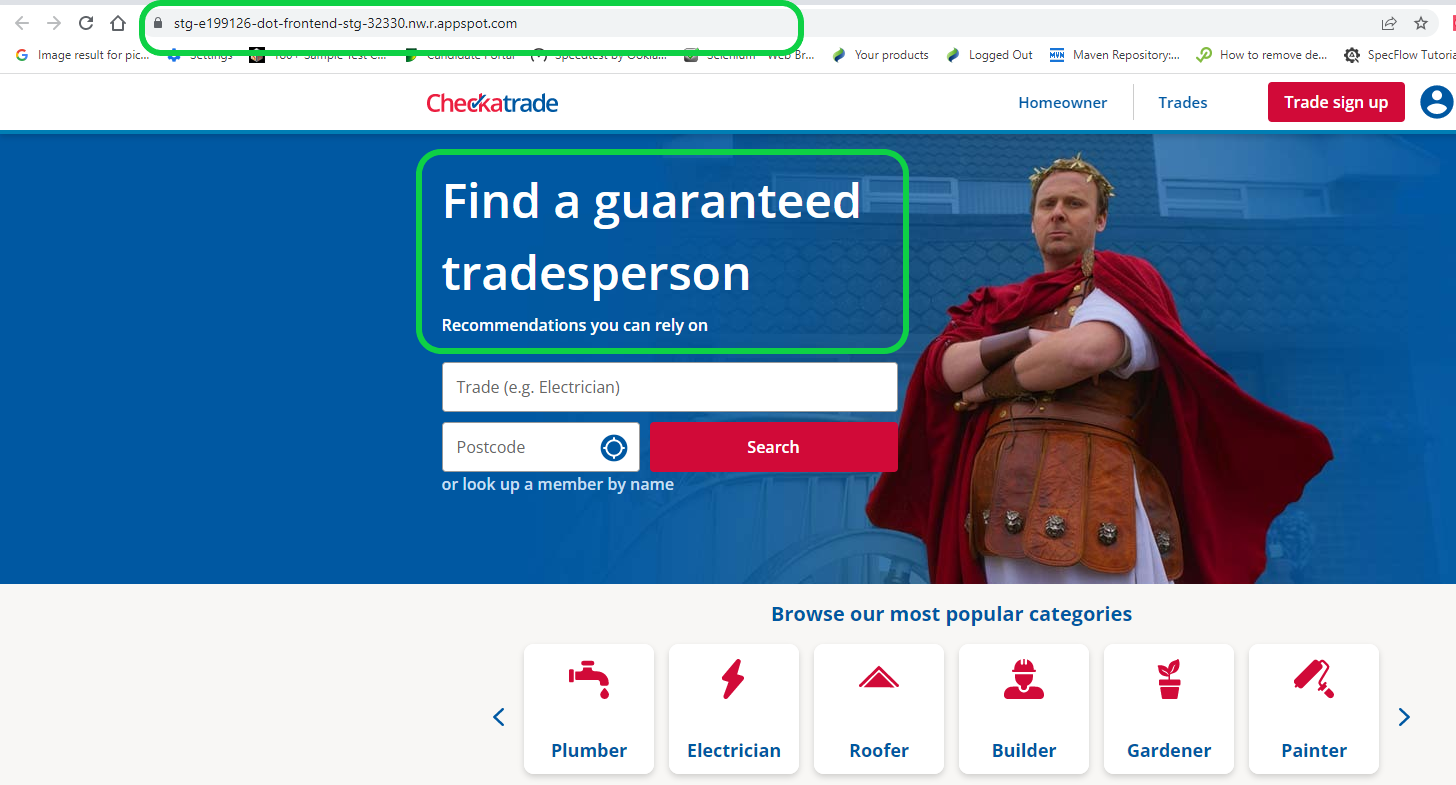 stg-e199126-dot-frontend-stg-32330.nw.r.appspot.com
Image result for pic... Settings 100+ Sample Test C... Candidate Portal Speedtest by Ookla... Selenium Web Br... Your products Logged Out Maven Repository:... How to remove de... SpecFlow Tutoria
Checkatrade Homeowner Trades Trade sign up
Find a guaranteed
tradesperson
Recommendations you can rely on
Trade (e.g. Electrician)
Postcode Search
or look up a member by name
Browse our most popular categories
Plumber Electrician Roofer Builder Gardener Painter